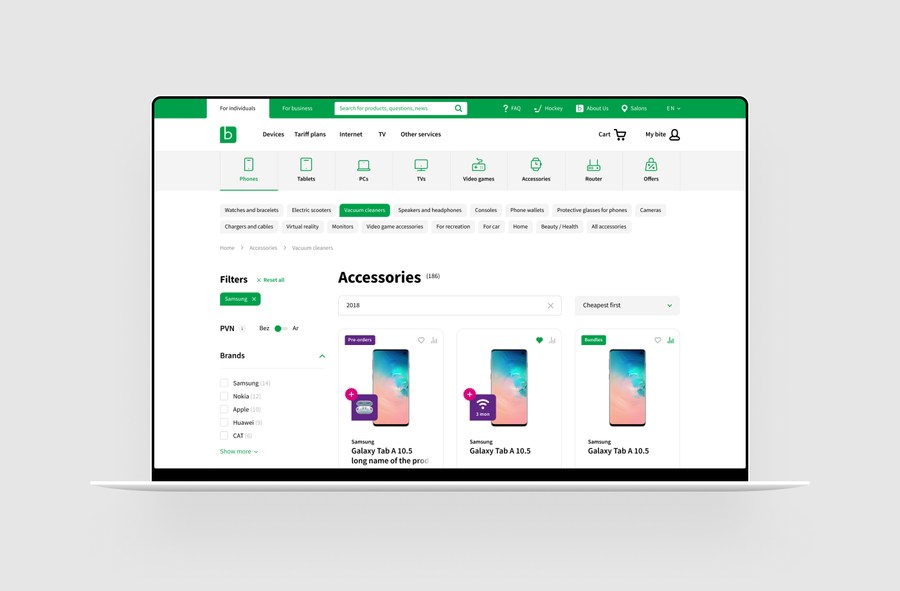 For individuals For business Search for products, questions, news FAQ Hockey About Us Salons EN
b Devices Tariff plans Internet TV Other services Cart My bite
Phones Tablets PCs TVs Video games Accessories Router Offers
Watches and bracelets Electric scooters Vacuum cleaners Speakers and headphones Consoles Phone wallets Protective glasses for phones Cameras
Chargers and cables Virtual reality Monitors Video game accessories For recreation For car Home Beauty / Health All accessories
Home Accessories Vacuum cleaners
Filters Reset all
Accessories (186)
Samsung
2018
Cheapest first
PVN i Bez Ar
Brands
Samsung (14)
Nokia (12)
Apple (10)
Huawei (9)
CAT (6)
Show more
Pre-orders
Samsung
Galaxy Tab A 10.5
long name of the prod
3 mon
Samsung
Galaxy Tab A 10.5
Bundles
Samsung
Galaxy Tab A 10.5